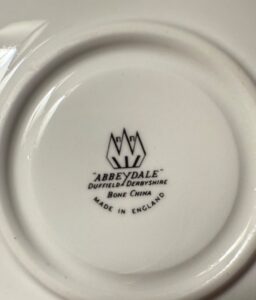 "ABBEYDALE"
DUFFIELD DERBYSHIRE
BONE CHINA
MADE IN ENGLAND